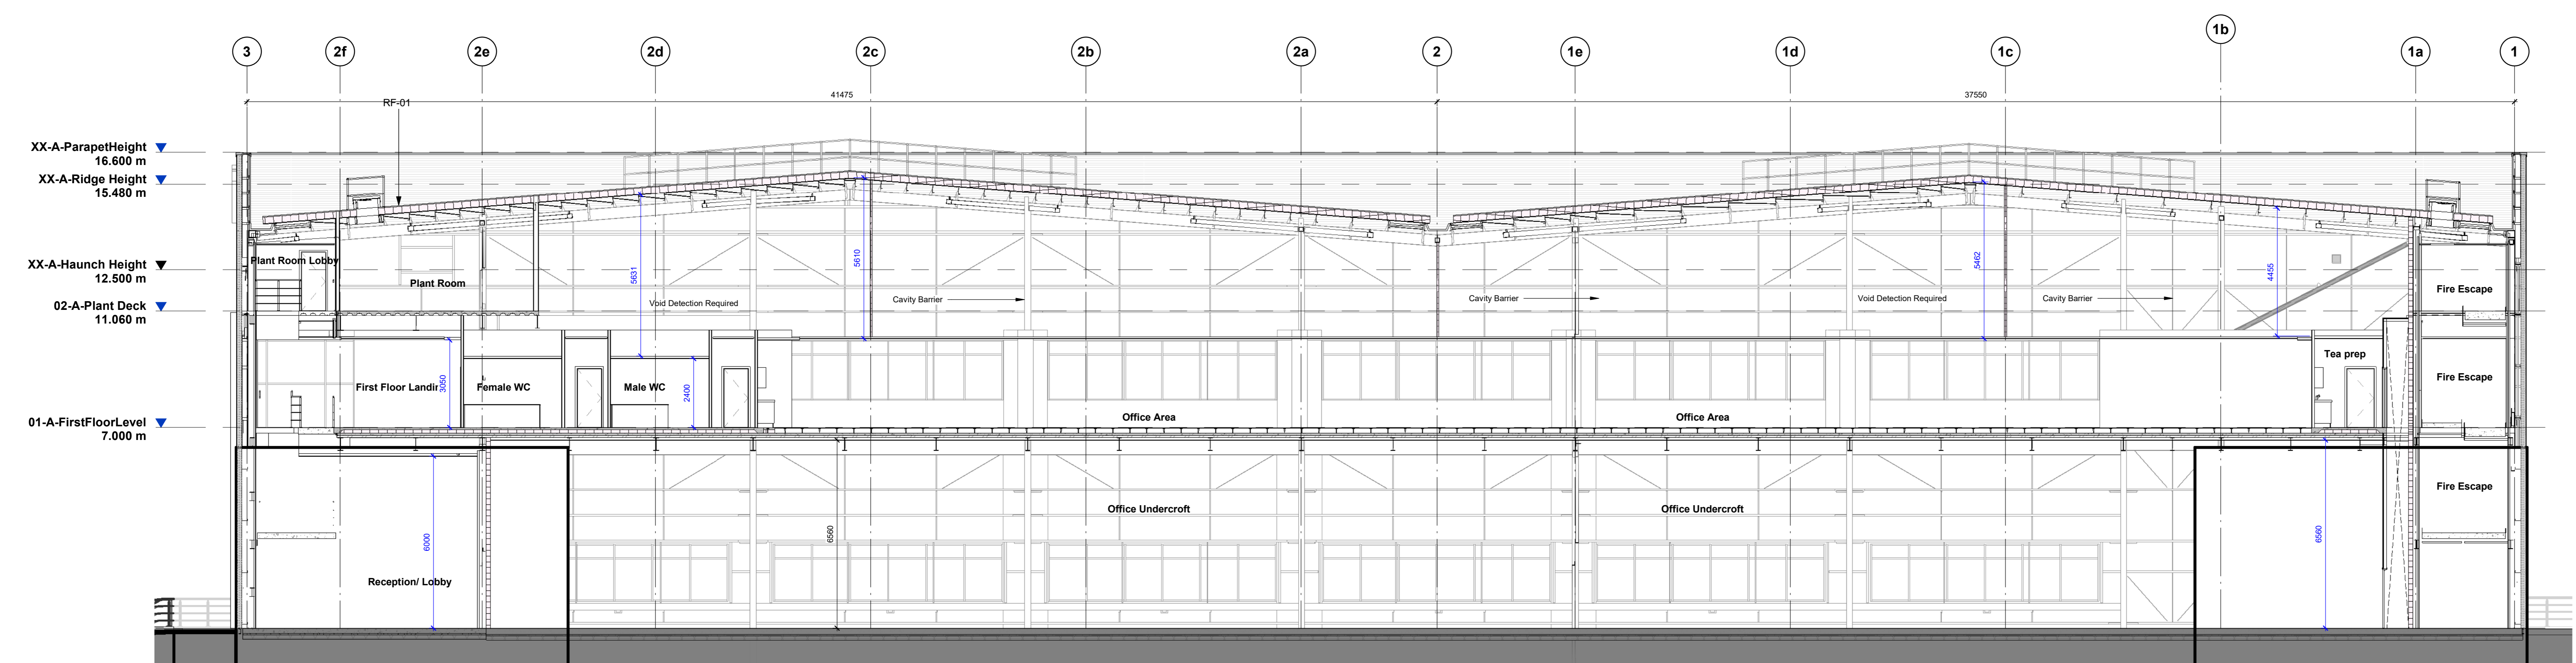 3
2f
2e
2d
2c
2b
2a
2
1e
1d
1c
1b
1a
1
41475
37550
RF-01
XX-A-ParapetHeight
16.600 m
XX-A-Ridge Height
15.480 m
XX-A-Haunch Height
12.500 m
02-A-Plant Deck
11.060 m
01-A-FirstFloorLevel
7.000 m
Plant Room Lobby
Plant Room
5631
Void Detection Required
5610
Cavity Barrier
Cavity Barrier
Void Detection Required
5462
Cavity Barrier
4455
Fire Escape
First Floor Landin
3050
Female WC
Male WC
2400
Office Area
Office Area
Tea prep
Fire Escape
6000
Reception/ Lobby
6560
Office Undercroft
Office Undercroft
6560
Fire Escape